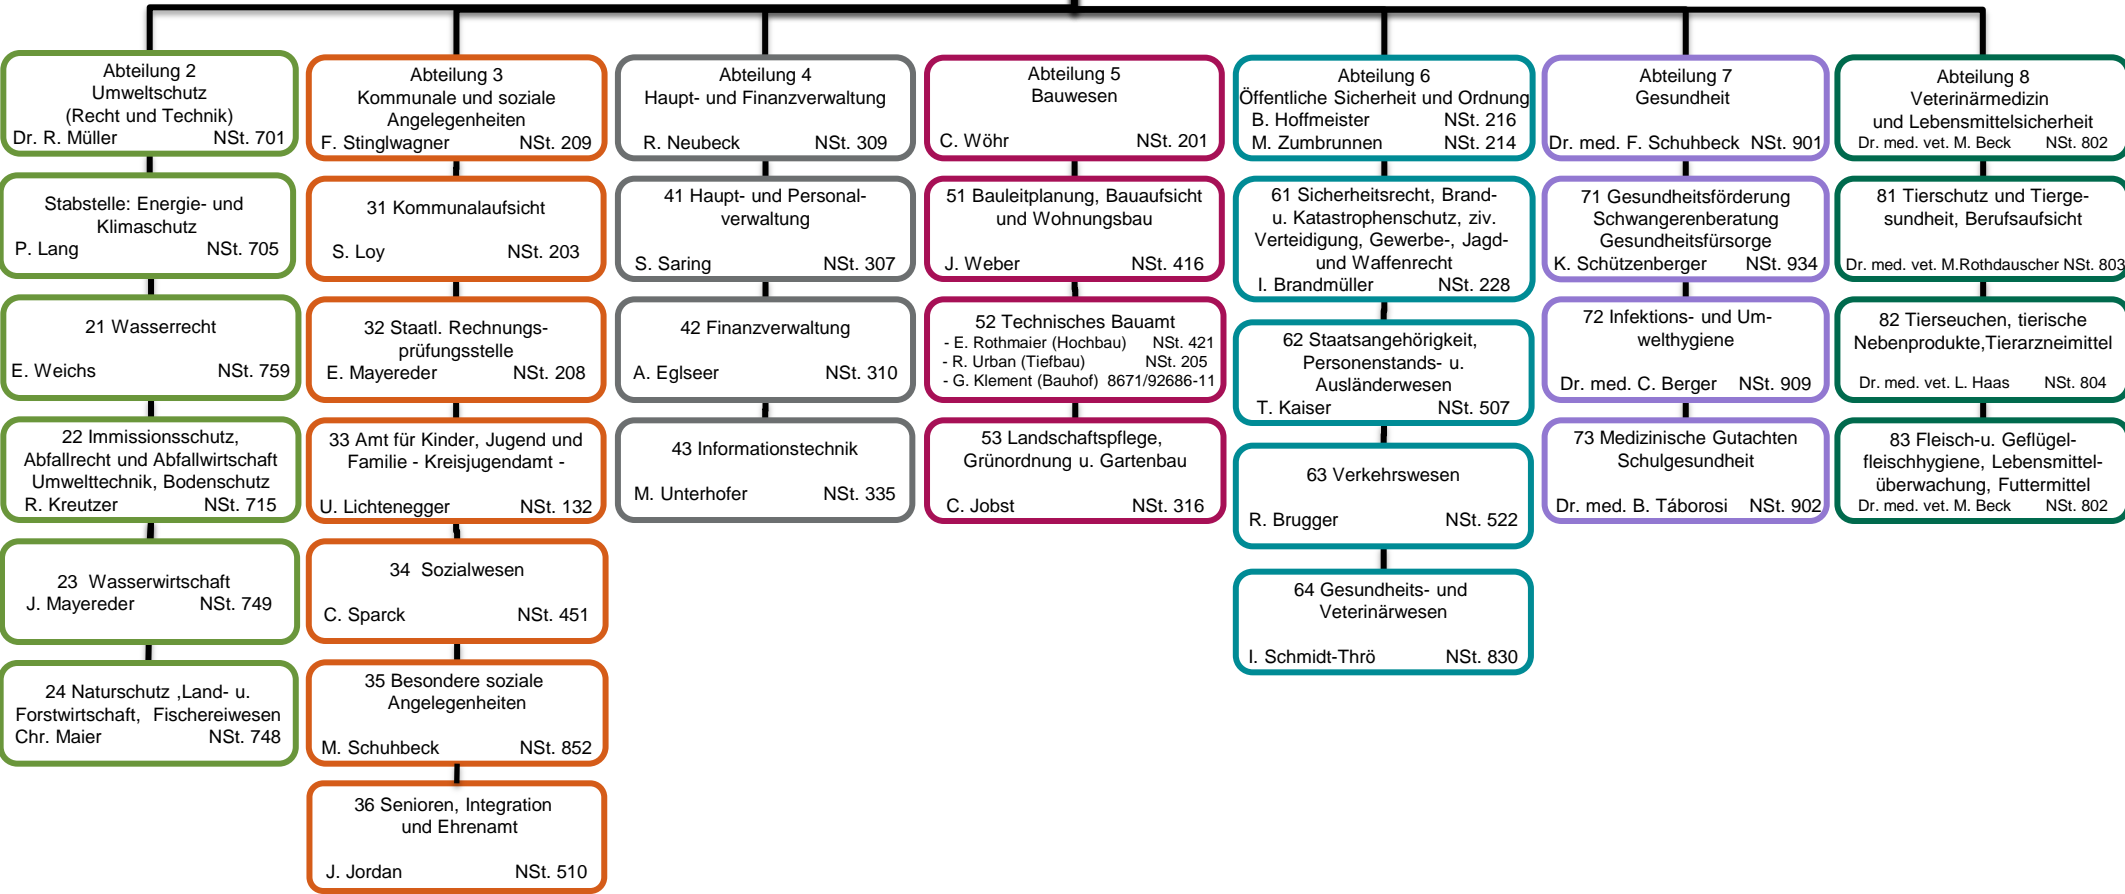 Abteilung 2
Umweltschutz
(Recht und Technik)
Dr. R. Müller NSt. 701
Stabstelle: Energie- und
Klimaschutz
P. Lang NSt. 705
21 Wasserrecht
E. Weichs NSt. 759
22 Immissionsschutz,
Abfallrecht und Abfallwirtschaft
Umwelttechnik, Bodenschutz
R. Kreutzer NSt. 715
23 Wasserwirtschaft
J. Mayereder NSt. 749
24 Naturschutz ,Land- u.
Forstwirtschaft, Fischereiwesen
Chr. Maier NSt. 748
Abteilung 3
Kommunale und soziale
Angelegenheiten
F. Stinglwagner NSt. 209
31 Kommunalaufsicht
S. Loy NSt. 203
32 Staatl. Rechnungs-
prüfungsstelle
E. Mayereder NSt. 208
33 Amt für Kinder, Jugend und
Familie - Kreisjugendamt -
U. Lichtenegger NSt. 132
34 Sozialwesen
C. Sparck NSt. 451
35 Besondere soziale
Angelegenheiten
M. Schuhbeck NSt. 852
36 Senioren, Integration
und Ehrenamt
J. Jordan NSt. 510
Abteilung 4
Haupt- und Finanzverwaltung
R. Neubeck NSt. 309
41 Haupt- und Personal-
verwaltung
S. Saring NSt. 307
42 Finanzverwaltung
A. Eglseer NSt. 310
43 Informationstechnik
M. Unterhofer NSt. 335
Abteilung 5
Bauwesen
C. Wöhr NSt. 201
51 Bauleitplanung, Bauaufsicht
und Wohnungsbau
J. Weber NSt. 416
52 Technisches Bauamt
- E. Rothmaier (Hochbau) NSt. 421
- R. Urban (Tiefbau) NSt. 205
- G. Klement (Bauhof) 8671/92686-11
53 Landschaftspflege,
Grünordnung u. Gartenbau
C. Jobst NSt. 316
Abteilung 6
Öffentliche Sicherheit und Ordnung
B. Hoffmeister NSt. 216
M. Zumbrunnen NSt. 214
61 Sicherheitsrecht, Brand-
u. Katastrophenschutz, ziv.
Verteidigung, Gewerbe-, Jagd-
und Waffenrecht
I. Brandmüller NSt. 228
62 Staatsangehörigkeit,
Personenstands- u.
Ausländerwesen
T. Kaiser NSt. 507
63 Verkehrswesen
R. Brugger NSt. 522
64 Gesundheits- und
Veterinärwesen
I. Schmidt-Thrö NSt. 830
Abteilung 7
Gesundheit
Dr. med. F. Schuhbeck NSt. 901
71 Gesundheitsförderung
Schwangerenberatung
Gesundheitsfürsorge
K. Schützenberger NSt. 934
72 Infektions- und Um-
welthygiene
Dr. med. C. Berger NSt. 909
73 Medizinische Gutachten
Schulgesundheit
Dr. med. B. Táborosi NSt. 902
Abteilung 8
Veterinärmedizin
und Lebensmittelsicherheit
Dr. med. vet. M. Beck NSt. 802
81 Tierschutz und Tierge-
sundheit, Berufsaufsicht
Dr. med. vet. M.Rothdauscher NSt. 803
82 Tierseuchen, tierische
Nebenprodukte,Tierarzneimittel
Dr. med. vet. L. Haas NSt. 804
83 Fleisch-u. Geflügel-
fleischhygiene, Lebensmittel-
überwachung, Futtermittel
Dr. med. vet. M. Beck NSt. 802